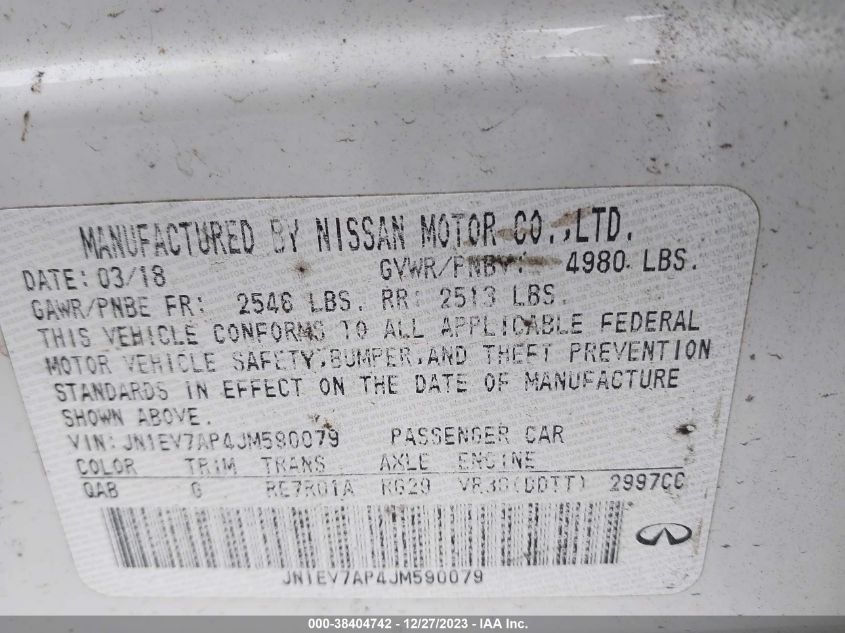 MANUFACTURED BY NISSAN MOTOR CO.,LTD.
DATE: 03/18 GVWR/PNBV: 4980 LBS.
GAWR/PNBE FR: 2546 LBS. RR: 2513 LBS.
THIS VEHICLE CONFORMS TO ALL APPLICABLE FEDERAL
MOTOR VEHICLE SAFETY,BUMPER,AND THEFT PREVENTION
STANDARDS IN EFFECT ON THE DATE OF MANUFACTURE
SHOWN ABOVE.
VIN: JN1EV7AP4JM590079 PASSENGER CAR
COLOR TRIM TRANS AXLE ENGINE
QAB G RE7R01A RG29 VR30(DDTT) 2997CC
JN1EV7AP4JM590079
000-38404742 - 12/27/2023 - IAA Inc.